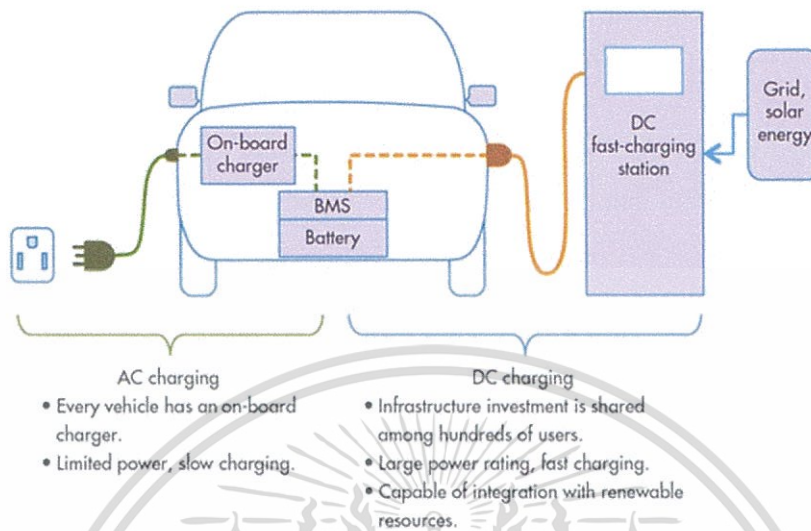 On-board
charger
BMS
Battery
DC
fast-charging
station
Grid,
solar
energy
AC charging
• Every vehicle has an on-board
charger.
• Limited power, slow charging.
DC charging
• Infrastructure investment is shared
among hundreds of users.
• Large power rating, fast charging.
• Capable of integration with renewable
resources.